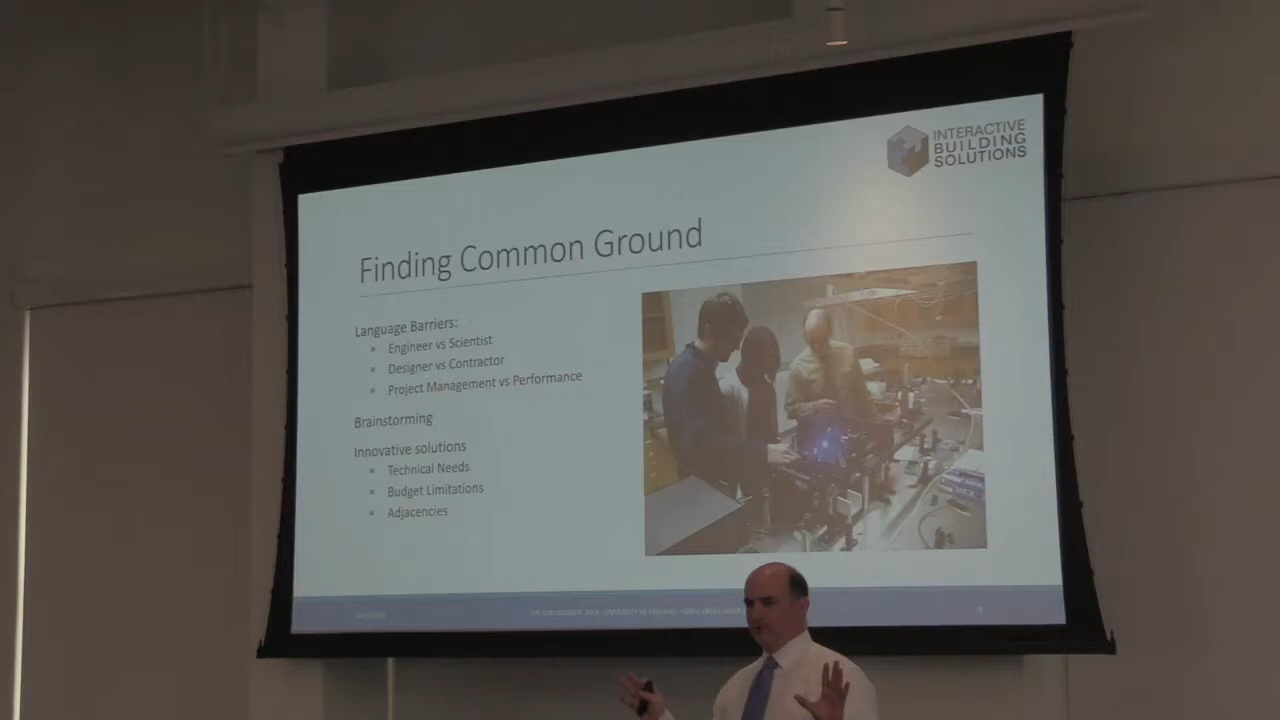 INTERACTIVE
BUILDING
SOLUTIONS
Finding Common Ground
Language Barriers:
Engineer vs Scientist
Designer vs Contractor
Project Management vs Performance
Brainstorming
Innovative solutions
Technical Needs
Budget Limitations
Adjacencies
9